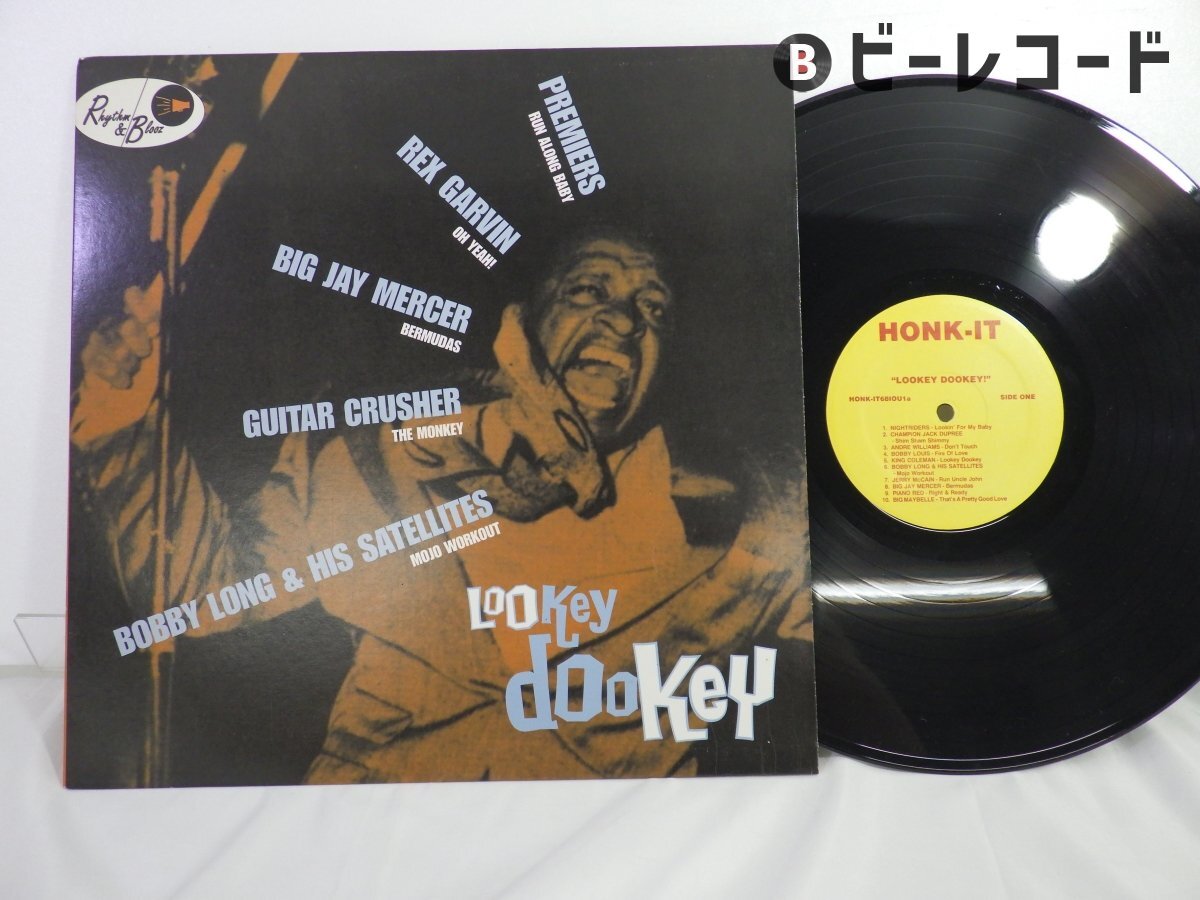 B ビーレコード
Rhythm
& Blooz
PREMIERS
RUN ALONG BABY
REX GARVIN
OH YEAH!
BIG JAY MERCER
BERMUDAS
GUITAR CRUSHER
THE MONKEY
BOBBY LONG & HIS SATELLITES
MOJO WORKOUT
LOOKEY
dooKEY
HONK-IT
"LOOKEY DOOKEY!"
HONK-IT6BIOU1a SIDE ONE
1. NIGHTRIDERS - Lookin' For My Baby
2. CHAMPION JACK DUPREE
- Shim Sham Shimmy
3. ANDRE WILLIAMS - Don't Touch
4. BOBBY LOUIS - Fire Of Love
5. KING COLEMAN - Lookey Dookey
6. BOBBY LONG & HIS SATELLITES
- Mojo Workout
7. JERRY McCAIN - Run Uncle John
8. BIG JAY MERCER - Bermudas
9. PIANO RED - Right & Ready
10. BIG MAYBELLE - That's A Pretty Good Love